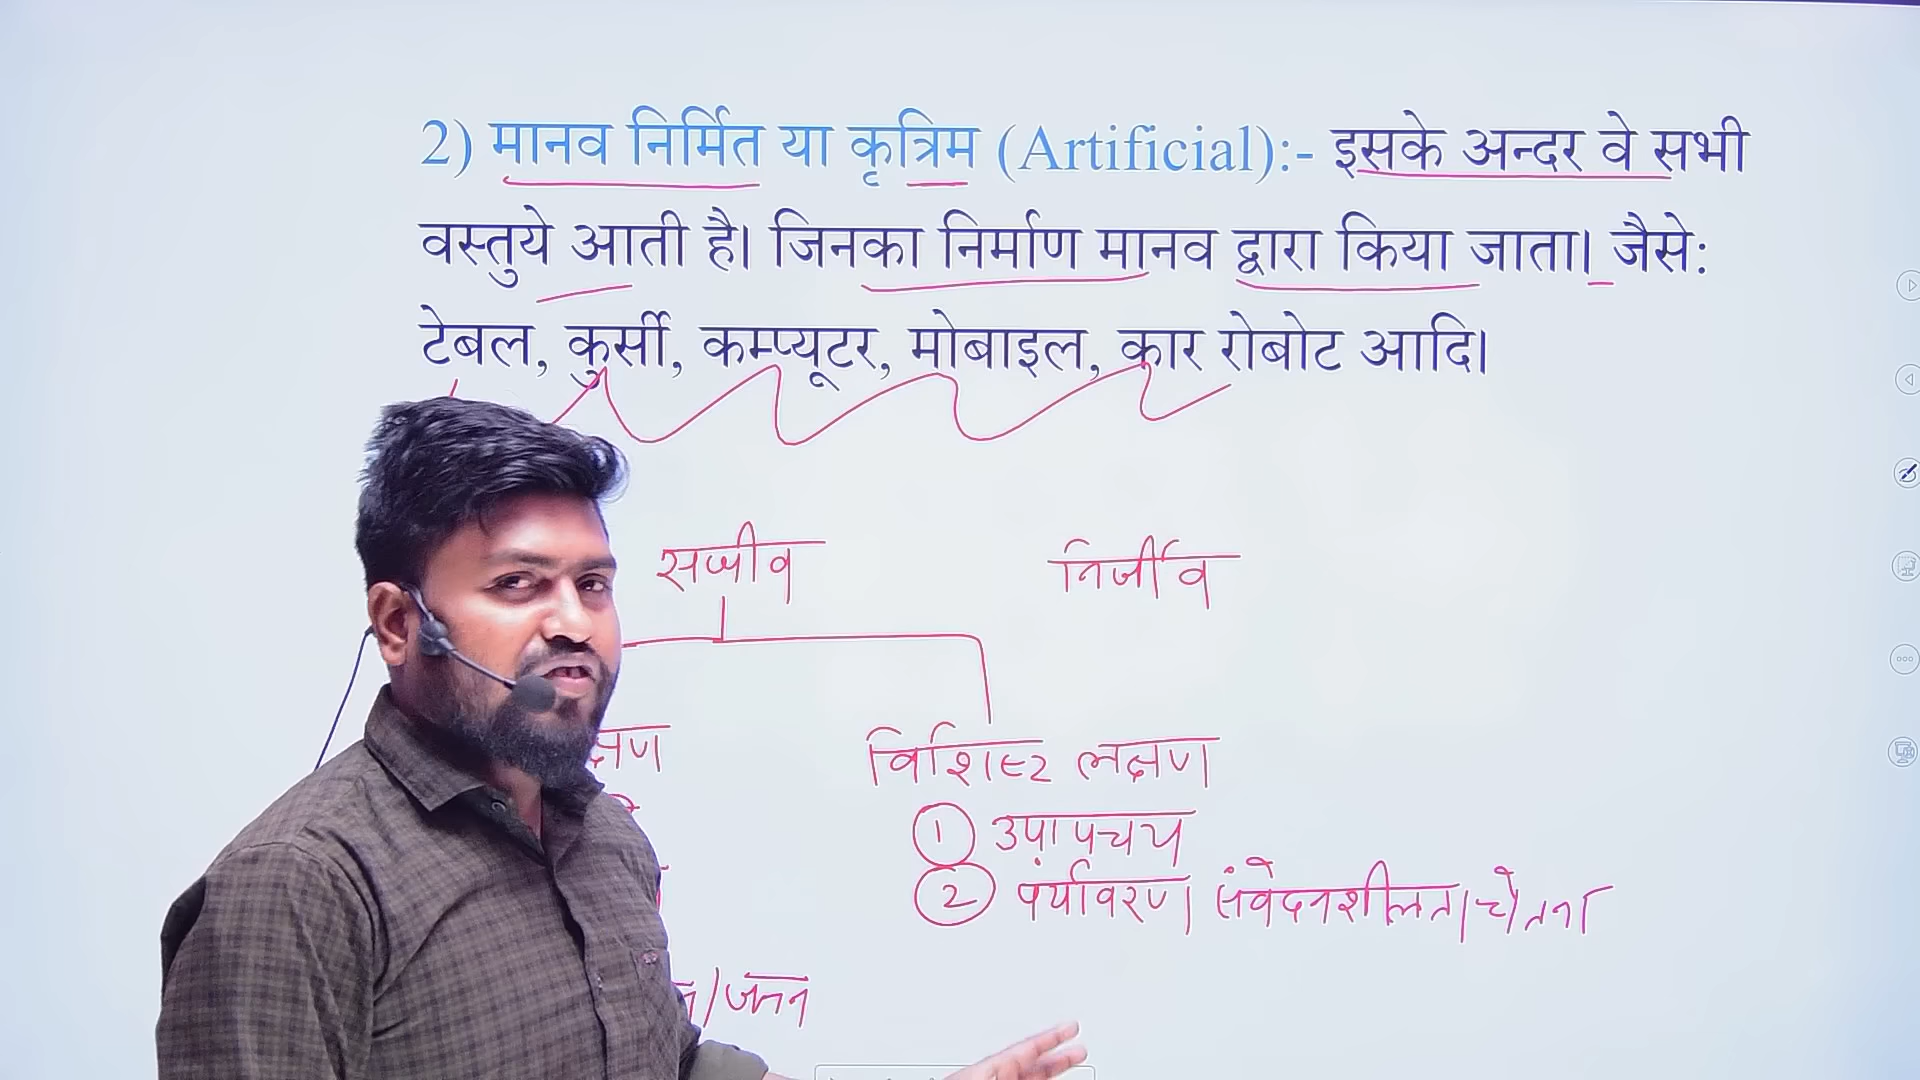 2) मानव निर्मित या कृत्रिम (Artificial):- इसके अन्दर वे सभी
वस्तुये आती है। जिनका निर्माण मानव द्वारा किया जाता। जैसे:
टेबल, कुर्सी, कम्प्यूटर, मोबाइल, कार रोबोट आदि।
सजीव निर्जीव
विशिष्ट लक्षण
1 उपापचय
2 पर्यावरण संवेदनशीलता/चेतना
/जनन